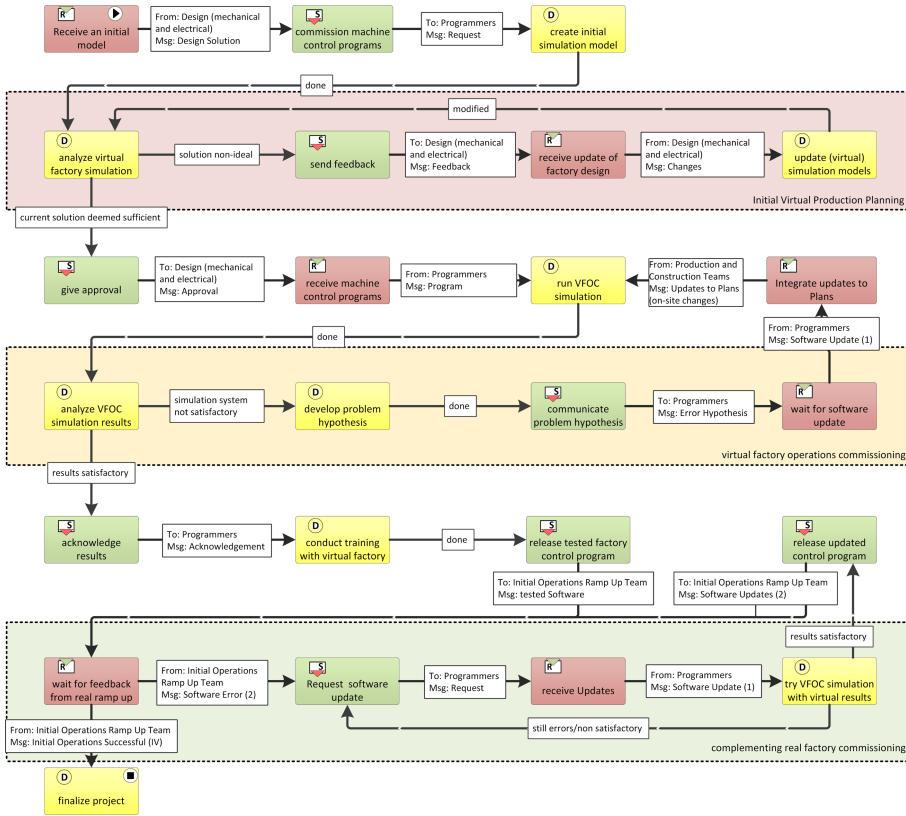 R
Receive an initial
model
From: Design (mechanical
and electrical)
Msg: Design Solution
S
commission machine
control programs
To: Programmers
Msg: Request
D
create initial
simulation model
done
modified
D
analyze virtual
factory simulation
solution non-ideal
S
send feedback
To: Design (mechanical
and electrical)
Msg: Feedback
R
receive update of
factory design
From: Design (mechanical
and electrical)
Msg: Changes
D
update (virtual)
simulation models
Initial Virtual Production Planning
current solution deemed sufficient
S
give approval
To: Design (mechanical
and electrical)
Msg: Approval
R
receive machine
control programs
From: Programmers
Msg: Program
D
run VFOC
simulation
From: Production and
Construction Teams
Msg: Updates to Plans
(on-site changes)
R
Integrate updates to
Plans
done
From: Programmers
Msg: Software Update (1)
D
analyze VFOC
simulation results
simulation system
not satisfactory
D
develop problem
hypothesis
done
S
communicate
problem hypothesis
To: Programmers
Msg: Error Hypothesis
R
wait for software
update
virtual factory operations commissioning
results satisfactory
S
acknowledge
results
To: Programmers
Msg: Acknowledgement
D
conduct training
with virtual factory
done
S
release tested factory
control program
S
release updated
control program
To: Initial Operations Ramp Up Team
Msg: tested Software
To: Initial Operations Ramp Up Team
Msg: Software Updates (2)
results satisfactory
R
wait for feedback
from real ramp up
From: Initial Operations
Ramp Up Team
Msg: Software Error (2)
S
Request software
update
To: Programmers
Msg: Request
R
receive Updates
From: Programmers
Msg: Software Update (1)
D
try VFOC simulation
with virtual results
still errors/non satisfactory
From: Initial Operations Ramp Up Team
Msg: Initial Operations Successful (IV)
complementing real factory commissioning
D
finalize project